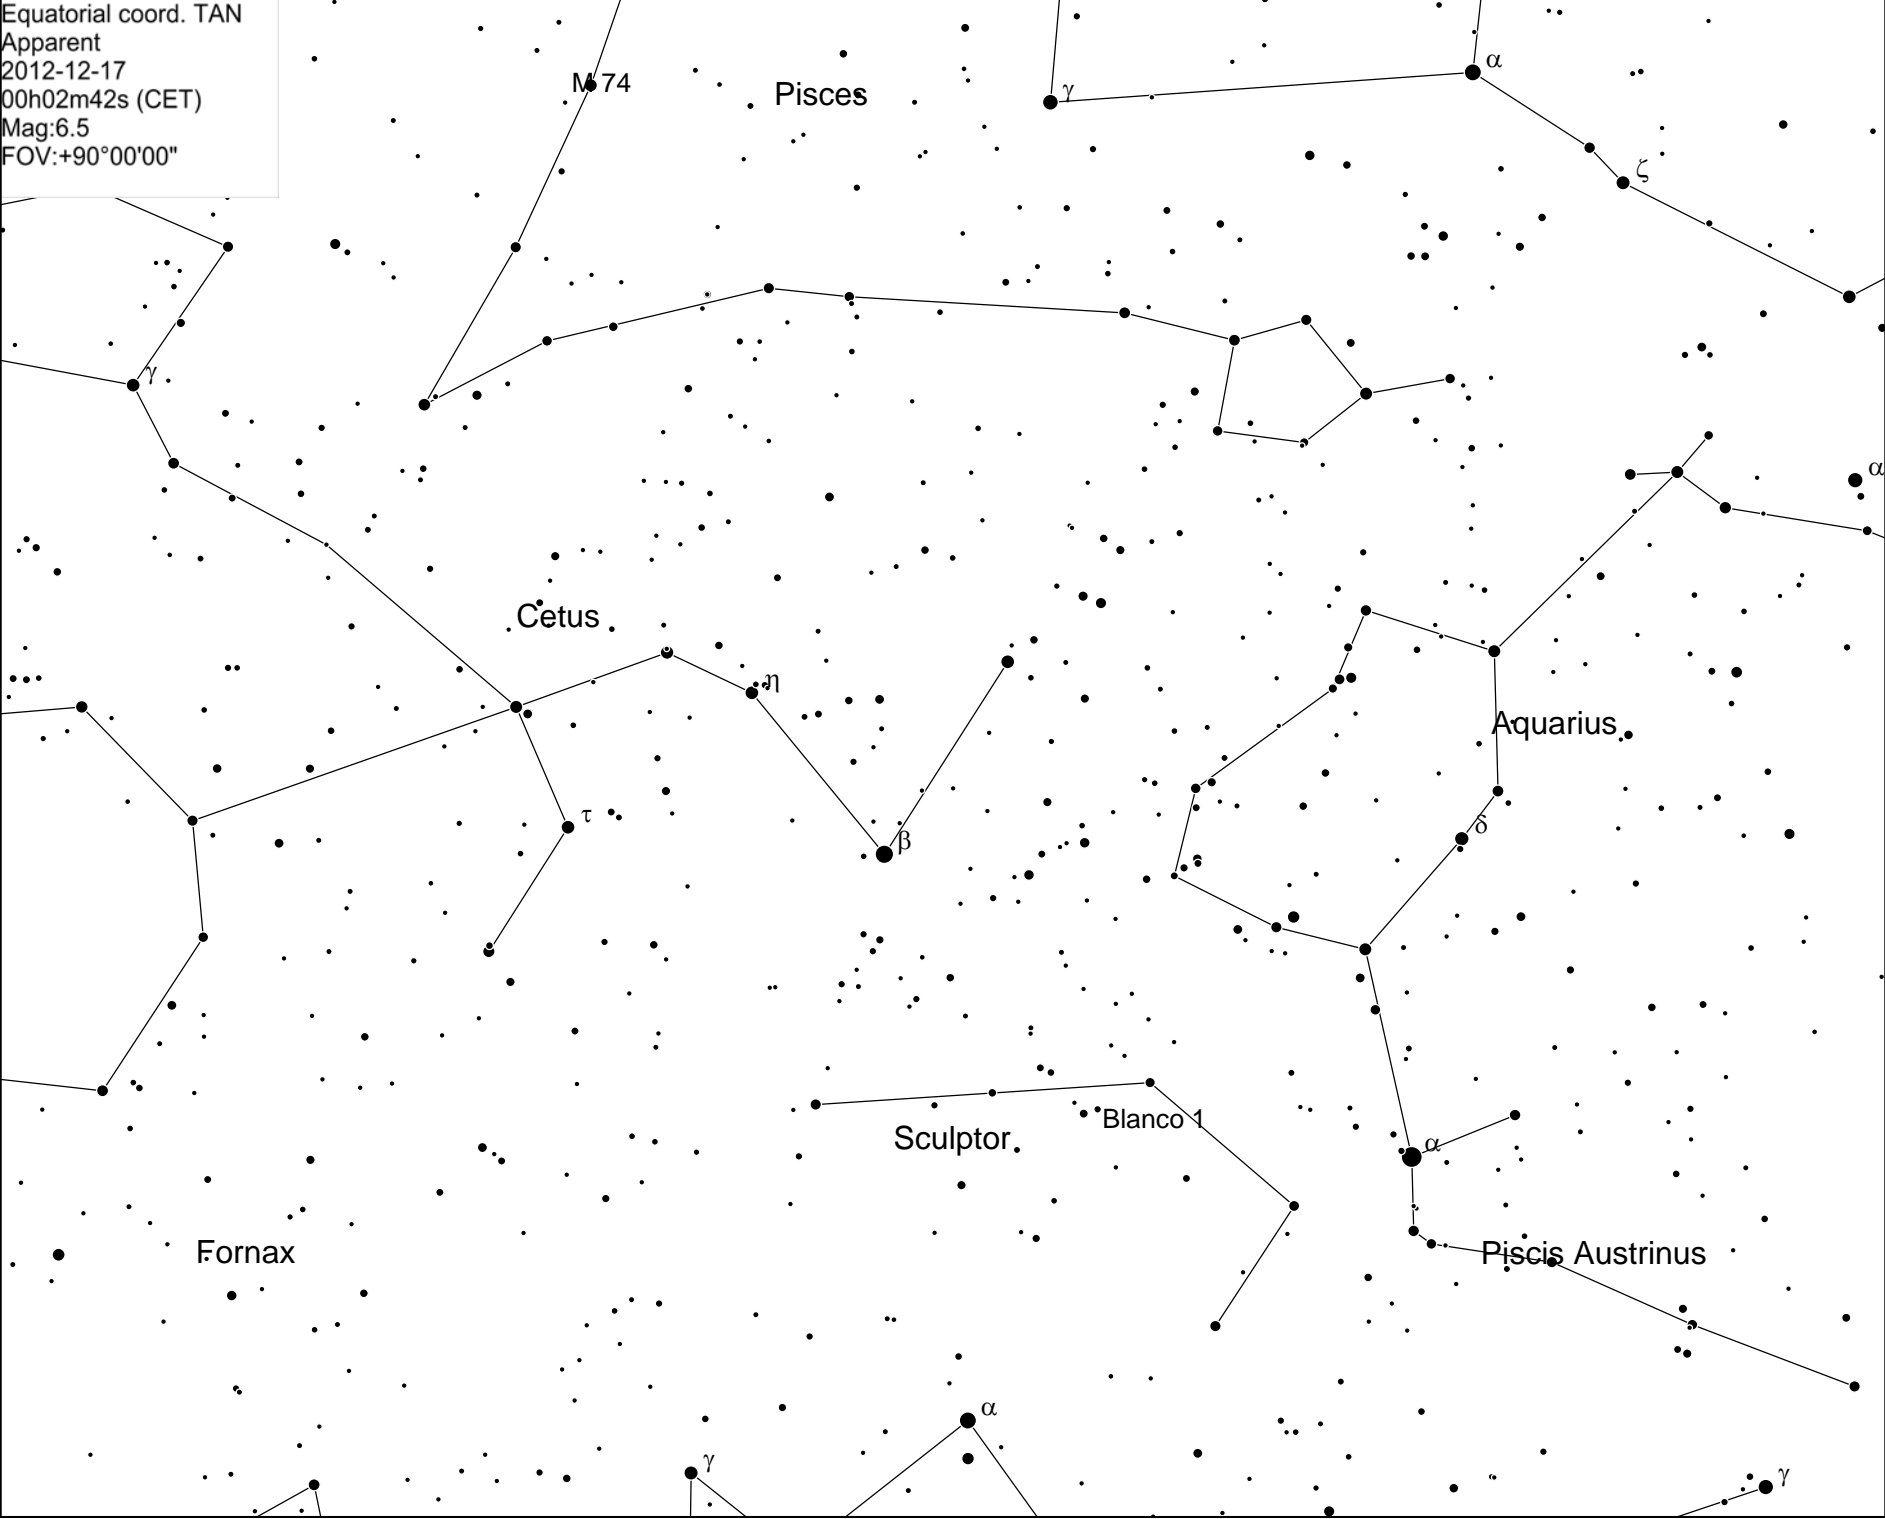 Equatorial coord. TAN
Apparent
2012-12-17
00h02m42s (CET)
Mag:6.5
FOV:+90°00'00"
M 74
Pisces
γ
α
ζ
γ
α
Cetus
η
Aquarius
τ
β
δ
Blanco 1
Sculptor
α
Fornax
Piscis Austrinus
α
γ
γ